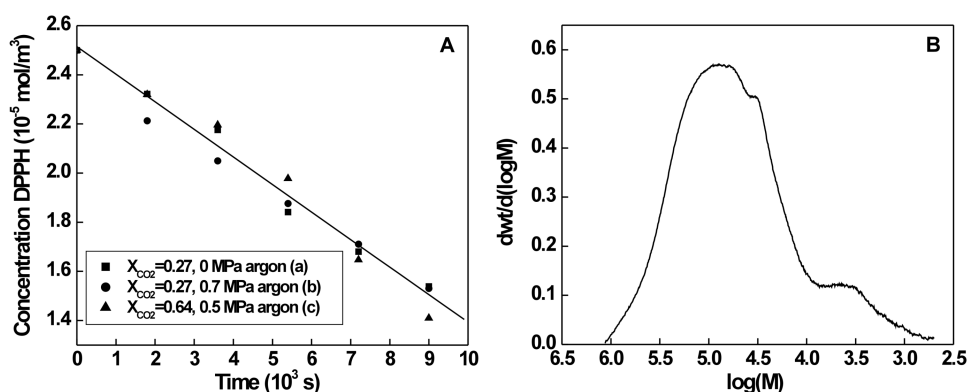 A
Concentration DPPH (10⁻⁵ mol/m³)
2.6
2.4
2.2
2.0
1.8
1.6
1.4
X_CO2=0.27, 0 MPa argon (a)
X_CO2=0.27, 0.7 MPa argon (b)
X_CO2=0.64, 0.5 MPa argon (c)
0 1 2 3 4 5 6 7 8 9 10
Time (10³ s)
B
dwt/d(logM)
0.6
0.5
0.4
0.3
0.2
0.1
0.0
6.5 6.0 5.5 5.0 4.5 4.0 3.5 3.0 2.5
log(M)